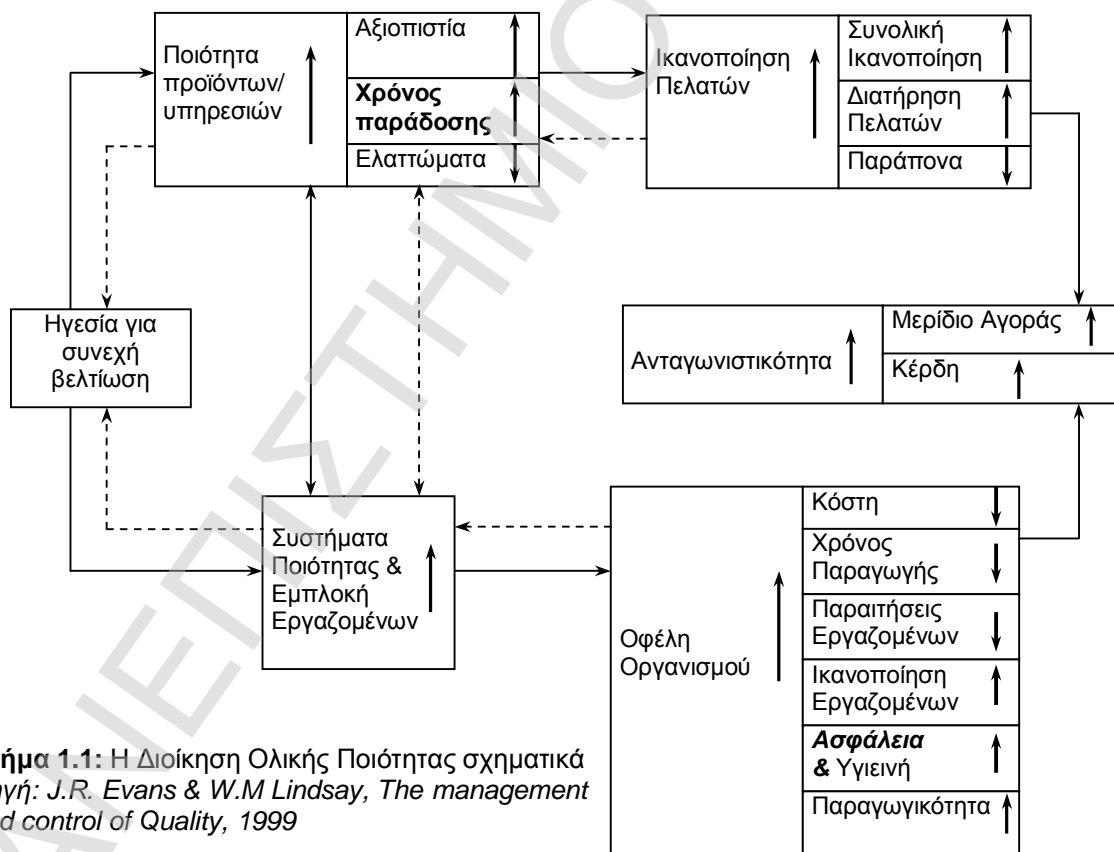 Ποιότητα
προϊόντων/
υπηρεσιών
Αξιοπιστία
Χρόνος
παράδοσης
Ελαττώματα
Ικανοποίηση
Πελατών
Συνολική
Ικανοποίηση
Διατήρηση
Πελατών
Παράπονα
Ηγεσία για
συνεχή
βελτίωση
Ανταγωνιστικότητα
Μερίδιο Αγοράς
Κέρδη
Συστήματα
Ποιότητας &
Εμπλοκή
Εργαζομένων
Οφέλη
Οργανισμού
Κόστη
Χρόνος
Παραγωγής
Παραιτήσεις
Εργαζομένων
Ικανοποίηση
Εργαζομένων
Ασφάλεια
& Υγιεινή
Παραγωγικότητα
ήμα 1.1: Η Διοίκηση Ολικής Ποιότητας σχηματικά
ηγή: J.R. Evans & W.M Lindsay, The management
d control of Quality, 1999
ΑΝΕΠΙΣΤΗΜΙΟ